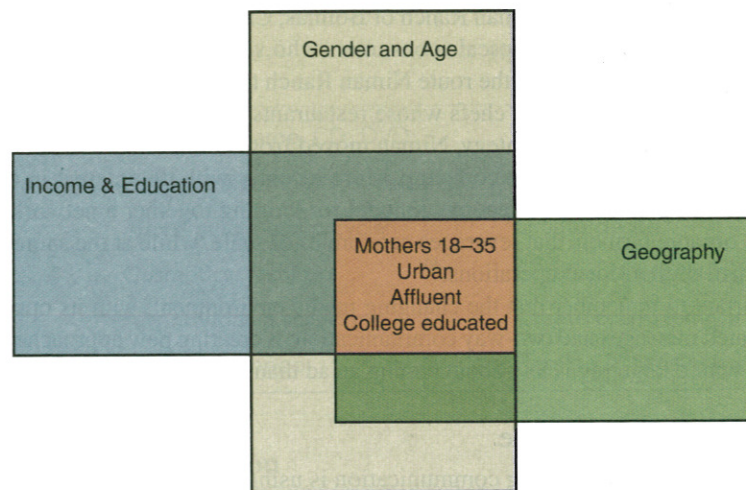 Gender and Age
Income & Education
Mothers 18–35
Urban
Affluent
College educated
Geography